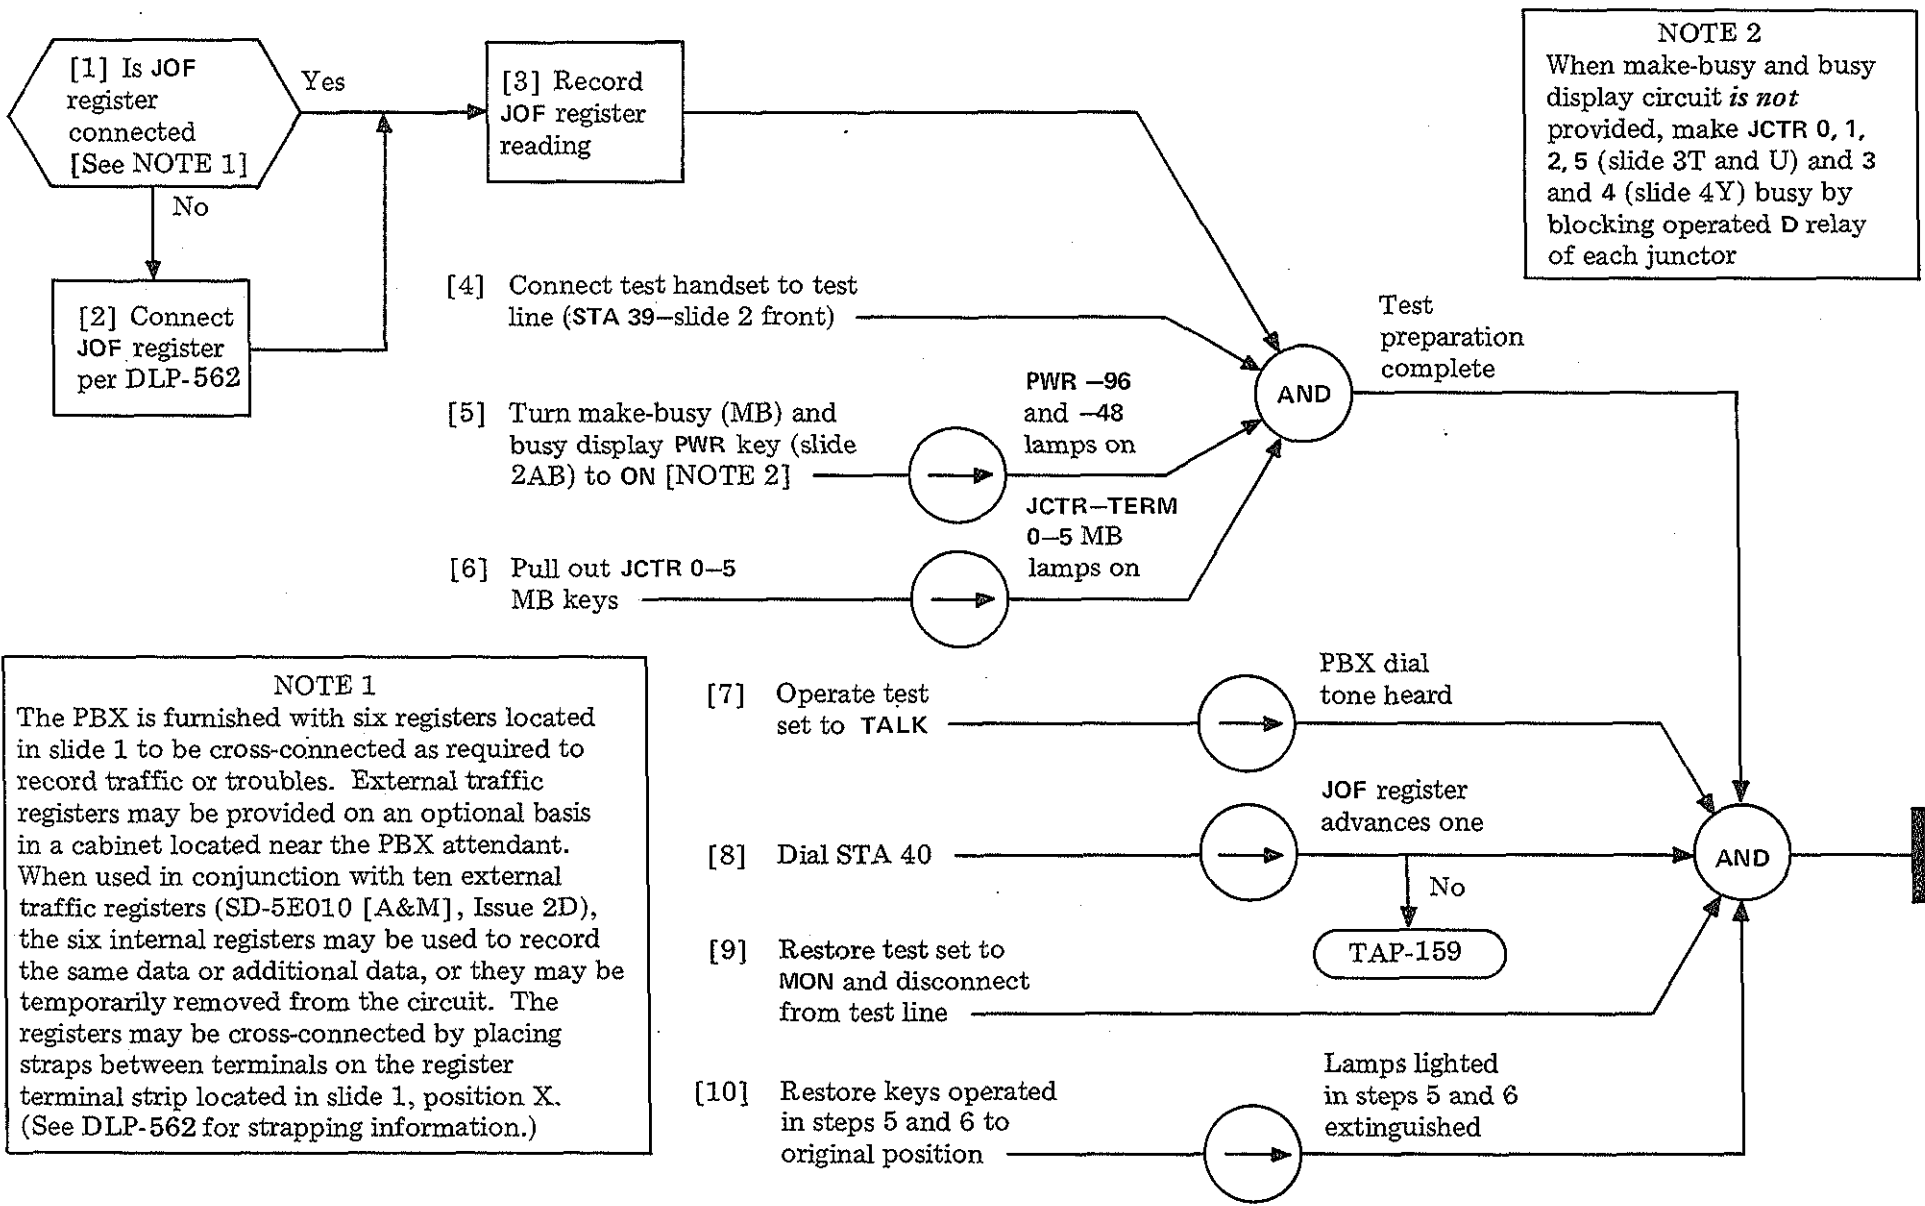 [1] Is JOF
register
connected
[See NOTE 1]
Yes
No
[2] Connect
JOF register
per DLP-562
[3] Record
JOF register
reading
NOTE 2
When make-busy and busy
display circuit is not
provided, make JCTR 0, 1,
2, 5 (slide 3T and U) and 3
and 4 (slide 4Y) busy by
blocking operated D relay
of each junctor
[4] Connect test handset to test
line (STA 39—slide 2 front)
[5] Turn make-busy (MB) and
busy display PWR key (slide
2AB) to ON [NOTE 2]
PWR —96
and —48
lamps on
[6] Pull out JCTR 0—5
MB keys
JCTR—TERM
0—5 MB
lamps on
AND
Test
preparation
complete
NOTE 1
The PBX is furnished with six registers located
in slide 1 to be cross-connected as required to
record traffic or troubles. External traffic
registers may be provided on an optional basis
in a cabinet located near the PBX attendant.
When used in conjunction with ten external
traffic registers (SD-5E010 [A&M], Issue 2D),
the six internal registers may be used to record
the same data or additional data, or they may be
temporarily removed from the circuit. The
registers may be cross-connected by placing
straps between terminals on the register
terminal strip located in slide 1, position X.
(See DLP-562 for strapping information.)
[7] Operate test
set to TALK
PBX dial
tone heard
[8] Dial STA 40
JOF register
advances one
No
TAP-159
AND
[9] Restore test set to
MON and disconnect
from test line
[10] Restore keys operated
in steps 5 and 6 to
original position
Lamps lighted
in steps 5 and 6
extinguished